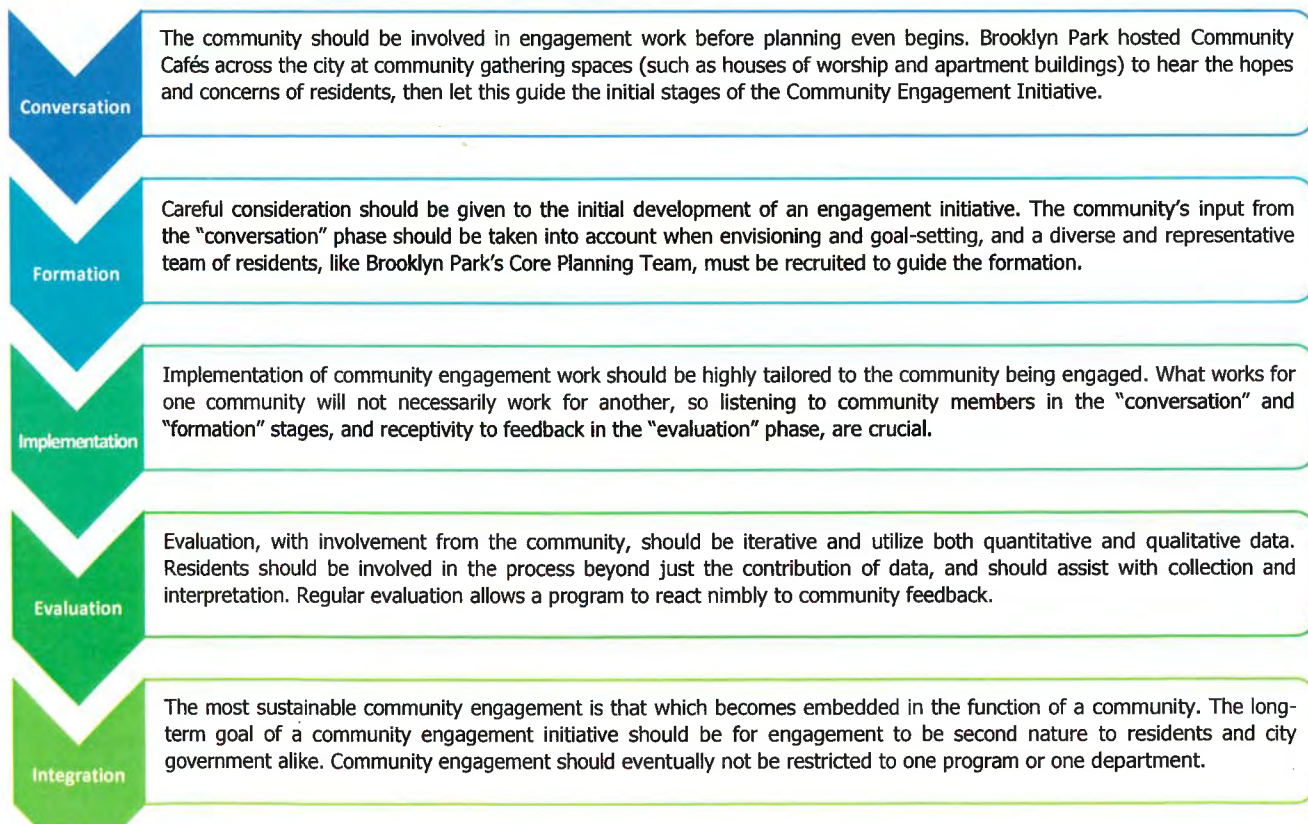 Conversation
The community should be involved in engagement work before planning even begins. Brooklyn Park hosted Community
Cafés across the city at community gathering spaces (such as houses of worship and apartment buildings) to hear the hopes
and concerns of residents, then let this guide the initial stages of the Community Engagement Initiative.
Formation
Careful consideration should be given to the initial development of an engagement initiative. The community's input from
the "conversation" phase should be taken into account when envisioning and goal-setting, and a diverse and representative
team of residents, like Brooklyn Park's Core Planning Team, must be recruited to guide the formation.
Implementation
Implementation of community engagement work should be highly tailored to the community being engaged. What works for
one community will not necessarily work for another, so listening to community members in the "conversation" and
"formation" stages, and receptivity to feedback in the "evaluation" phase, are crucial.
Evaluation
Evaluation, with involvement from the community, should be iterative and utilize both quantitative and qualitative data.
Residents should be involved in the process beyond just the contribution of data, and should assist with collection and
interpretation. Regular evaluation allows a program to react nimbly to community feedback.
Integration
The most sustainable community engagement is that which becomes embedded in the function of a community. The long-
term goal of a community engagement initiative should be for engagement to be second nature to residents and city
government alike. Community engagement should eventually not be restricted to one program or one department.